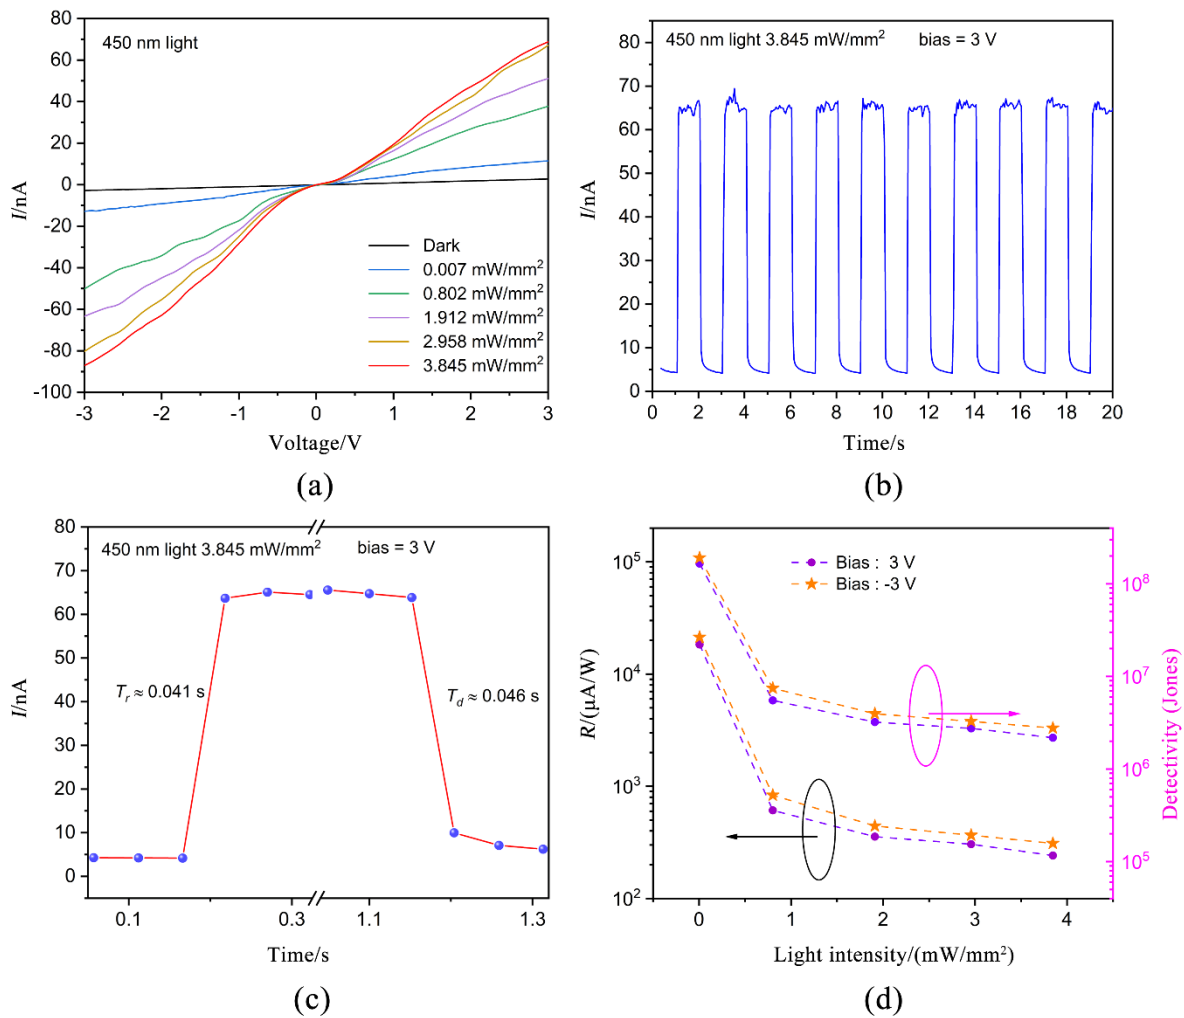 80
60
40
20
0
-20
-40
-60
-80
-100
I/nA
450 nm light
Dark
0.007 mW/mm²
0.802 mW/mm²
1.912 mW/mm²
2.958 mW/mm²
3.845 mW/mm²
-3 -2 -1 0 1 2 3
Voltage/V
(a)
450 nm light 3.845 mW/mm² bias = 3 V
80
70
60
50
40
30
20
10
0
I/nA
0 2 4 6 8 10 12 14 16 18 20
Time/s
(b)
80
70
60
50
40
30
20
10
0
I/nA
450 nm light 3.845 mW/mm² bias = 3 V
Tr ≈ 0.041 s
Td ≈ 0.046 s
0.1 0.3 1.1 1.3
Time/s
(c)
10⁵
10⁴
10³
10²
R/(μA/W)
Bias : 3 V
Bias : -3 V
10⁸
10⁷
10⁶
10⁵
Detectivity (Jones)
0 1 2 3 4
Light intensity/(mW/mm²)
(d)